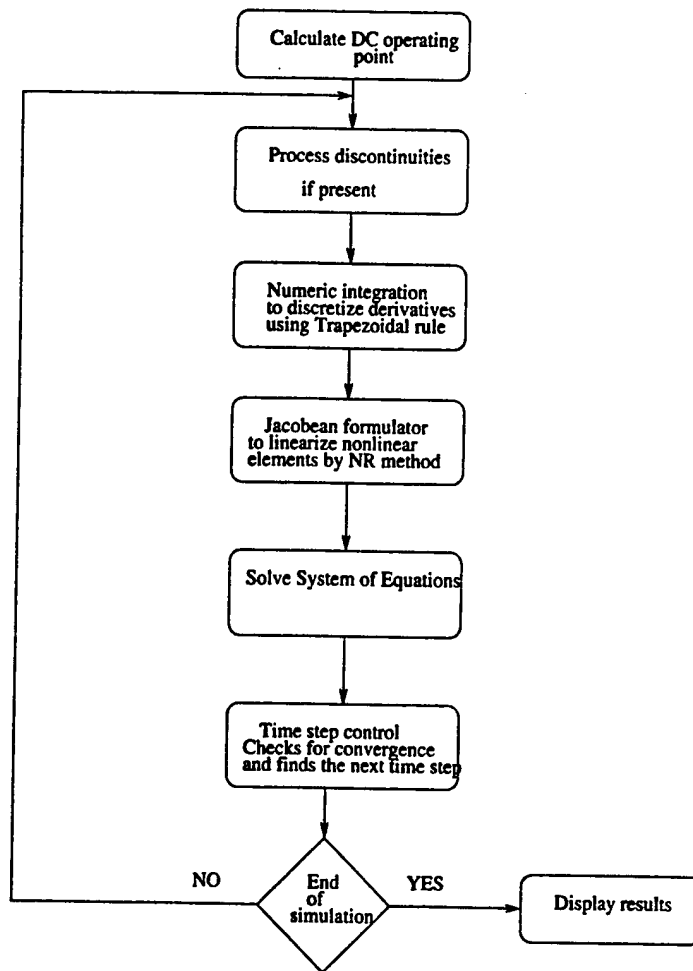 Calculate DC operating
point
Process discontinuities
if present
Numeric integration
to discretize derivatives
using Trapezoidal rule
Jacobean formulator
to linearize nonlinear
elements by NR method
Solve System of Equations
Time step control
Checks for convergence
and finds the next time step
NO
End
of
simulation
YES
Display results